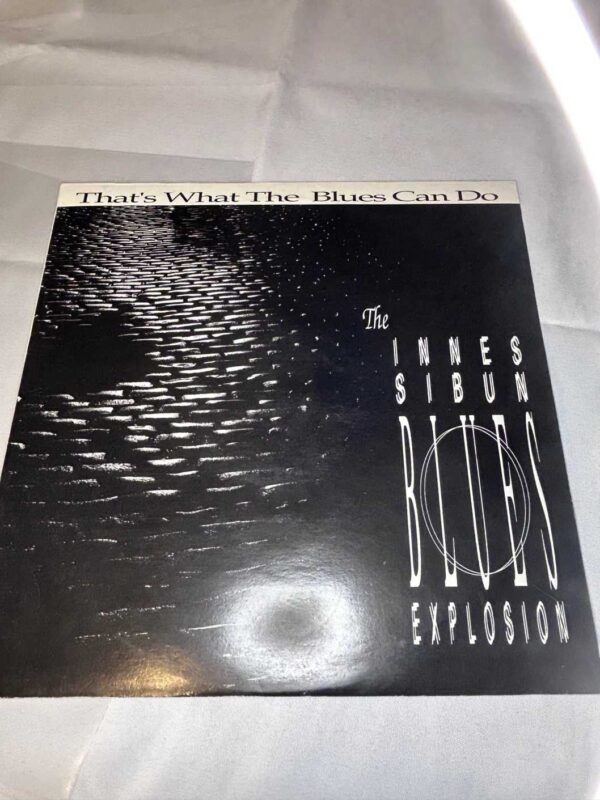 That's What The Blues Can Do
The
INNES
SIBUN
BLUES
EXPLOSION